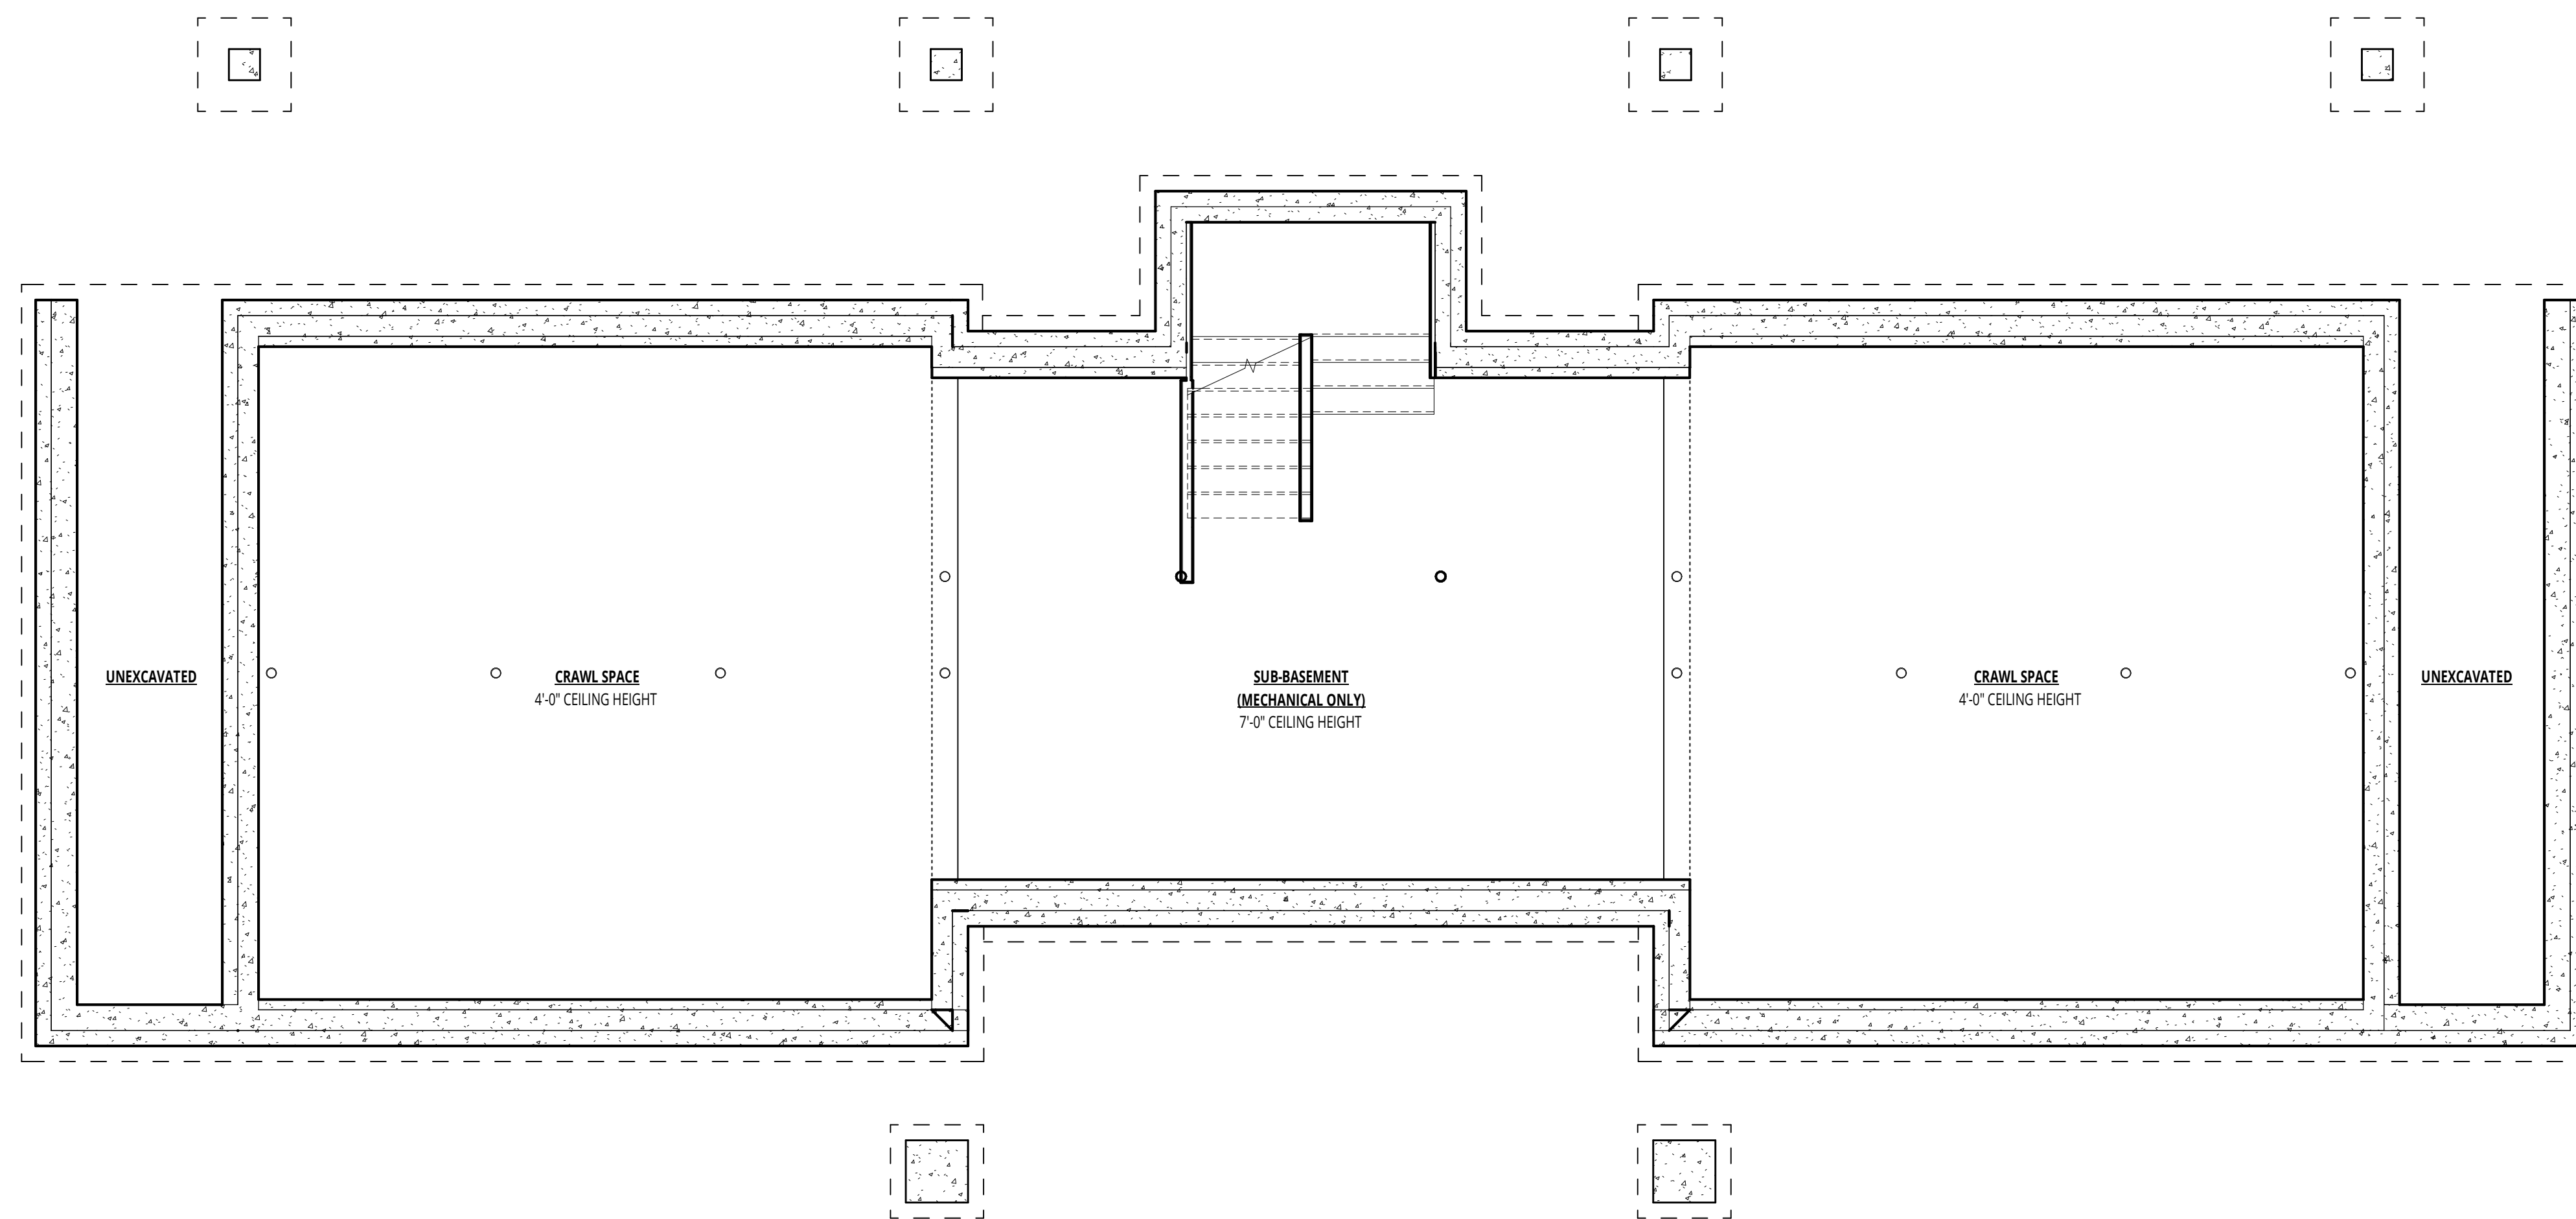 UNEXCAVATED
CRAWL SPACE
4'-0" CEILING HEIGHT
SUB-BASEMENT
(MECHANICAL ONLY)
7'-0" CEILING HEIGHT
CRAWL SPACE
4'-0" CEILING HEIGHT
UNEXCAVATED